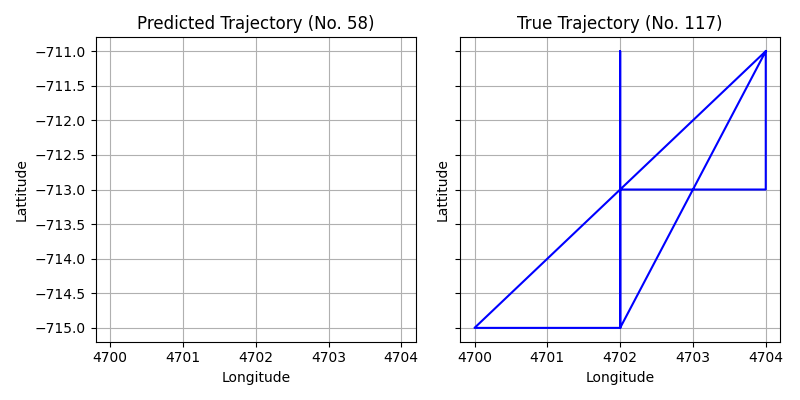 Predicted Trajectory (No. 58)
True Trajectory (No. 117)
−711.0
−711.5
−712.0
−712.5
−713.0
−713.5
−714.0
−714.5
−715.0
Lattitude
Lattitude
4700 4701 4702 4703 4704
4700 4701 4702 4703 4704
Longitude
Longitude